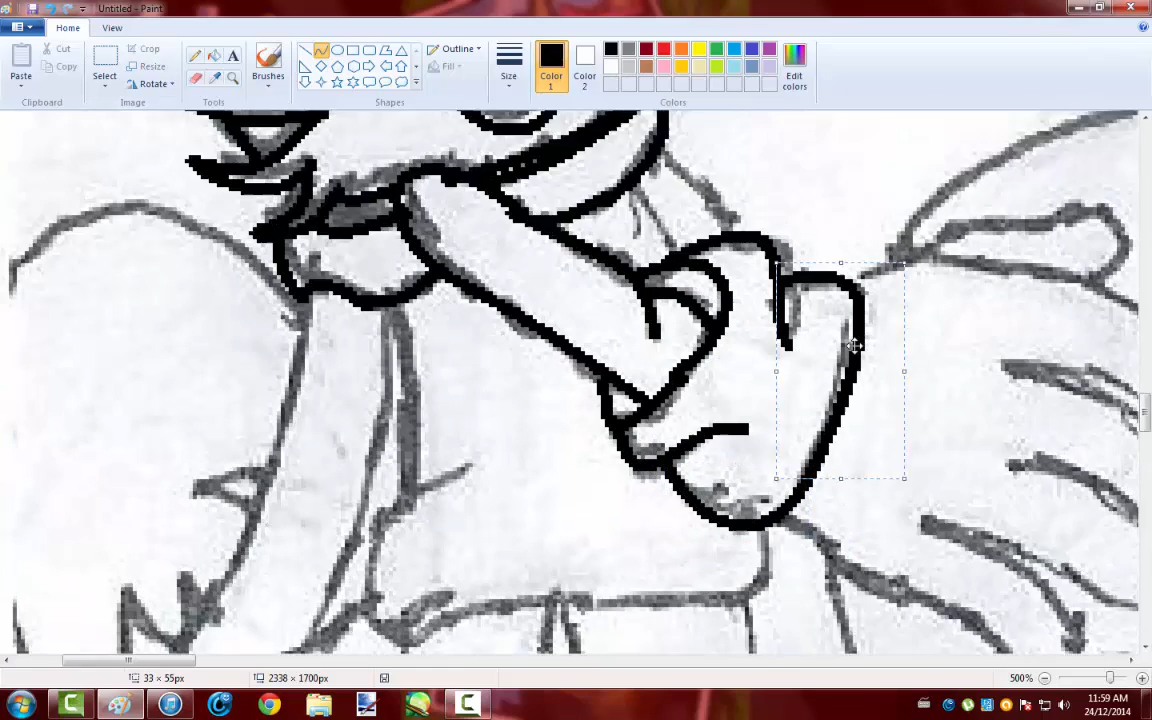 Untitled - Paint
Home View
Paste
Cut
Copy
Clipboard
Select
Crop
Resize
Rotate
Image
A
Tools
Brushes
Outline
Fill
Shapes
Size
Color 1
Color 2
Edit colors
Colors
33 × 55px
2338 × 1700px
500%
11:59 AM
24/12/2014